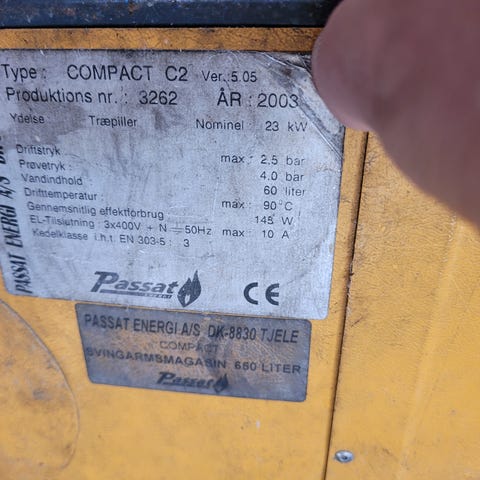 Type : COMPACT C2 Ver.:5.05
Produktions nr. : 3262 ÅR : 2003
Ydelse Træpiller Nominel : 23 kW
Driftstryk : max : 2,5 bar
Prøvetryk : 4.0 bar
Vandindhold : 60 liter
Drifttemperatur : max : 90°C
Gennemsnitlig effektforbrug : 145 W
EL-Tilslutning : 3x400V + N 50Hz max : 10 A
Kedelklasse i.h.t. EN 303-5 : 3
PASSAT ENERGI A/S
Passat
ENERGI
CE
PASSAT ENERGI A/S DK-8830 TJELE
COMPACT
SVINGARMSMAGASIN 650 LITER
Passat